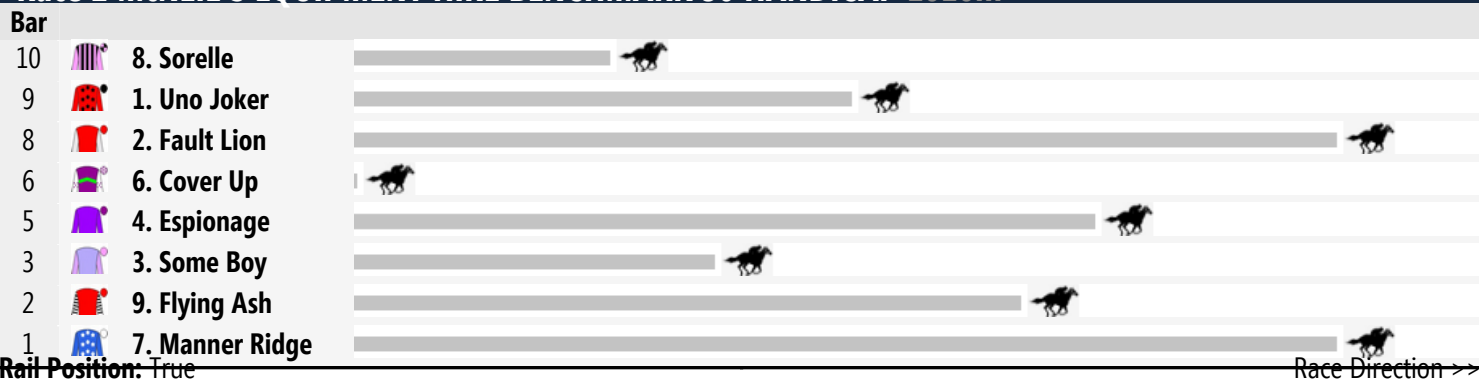 Bar
10 8. Sorelle
9 1. Uno Joker
8 2. Fault Lion
6 6. Cover Up
5 4. Espionage
3 3. Some Boy
2 9. Flying Ash
1 7. Manner Ridge
Rail Position: True Race Direction >>